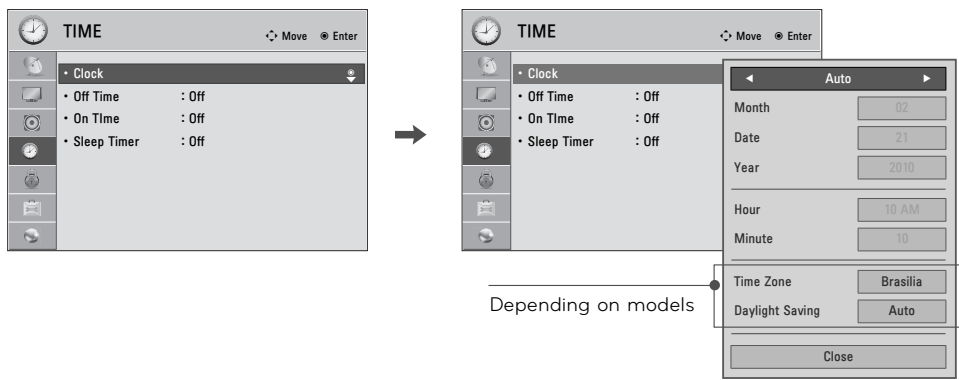 TIME
Move Enter
• Clock
• Off Time : Off
• On TIme : Off
• Sleep Timer : Off
TIME
Move Enter
• Clock
• Off Time : Off
• On TIme : Off
• Sleep Timer : Off
◄ Auto ►
Month 02
Date 21
Year 2010
Hour 10 AM
Minute 10
Time Zone Brasilia
Daylight Saving Auto
Close
Depending on models